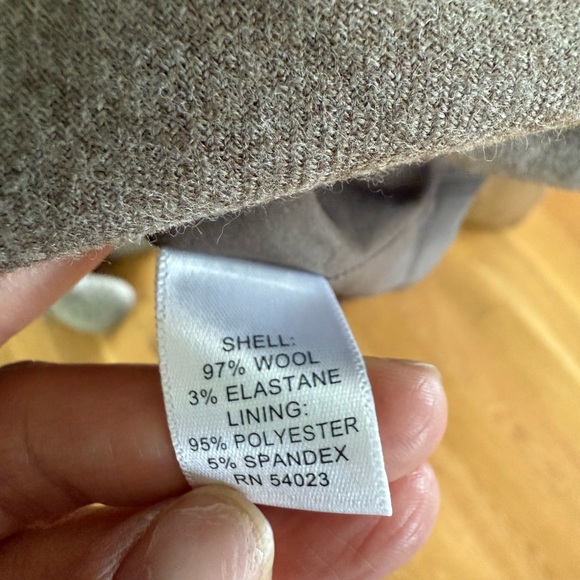 SHELL:
97% WOOL
3% ELASTANE
LINING:
95% POLYESTER
5% SPANDEX
RN 54023